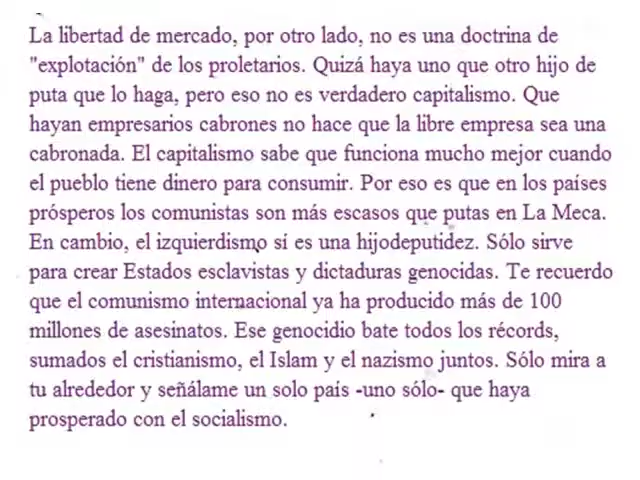 La libertad de mercado, por otro lado, no es una doctrina de
"explotación" de los proletarios. Quizá haya uno que otro hijo de
puta que lo haga, pero eso no es verdadero capitalismo. Que
hayan empresarios cabrones no hace que la libre empresa sea una
cabronada. El capitalismo sabe que funciona mucho mejor cuando
el pueblo tiene dinero para consumir. Por eso es que en los países
prósperos los comunistas son más escasos que putas en La Meca.
En cambio, el izquierdismo sí es una hijodeputidez. Sólo sirve
para crear Estados esclavistas y dictaduras genocidas. Te recuerdo
que el comunismo internacional ya ha producido más de 100
millones de asesinatos. Ese genocidio bate todos los récords,
sumados el cristianismo, el Islam y el nazismo juntos. Sólo mira a
tu alrededor y señálame un solo país -uno sólo- que haya
prosperado con el socialismo.